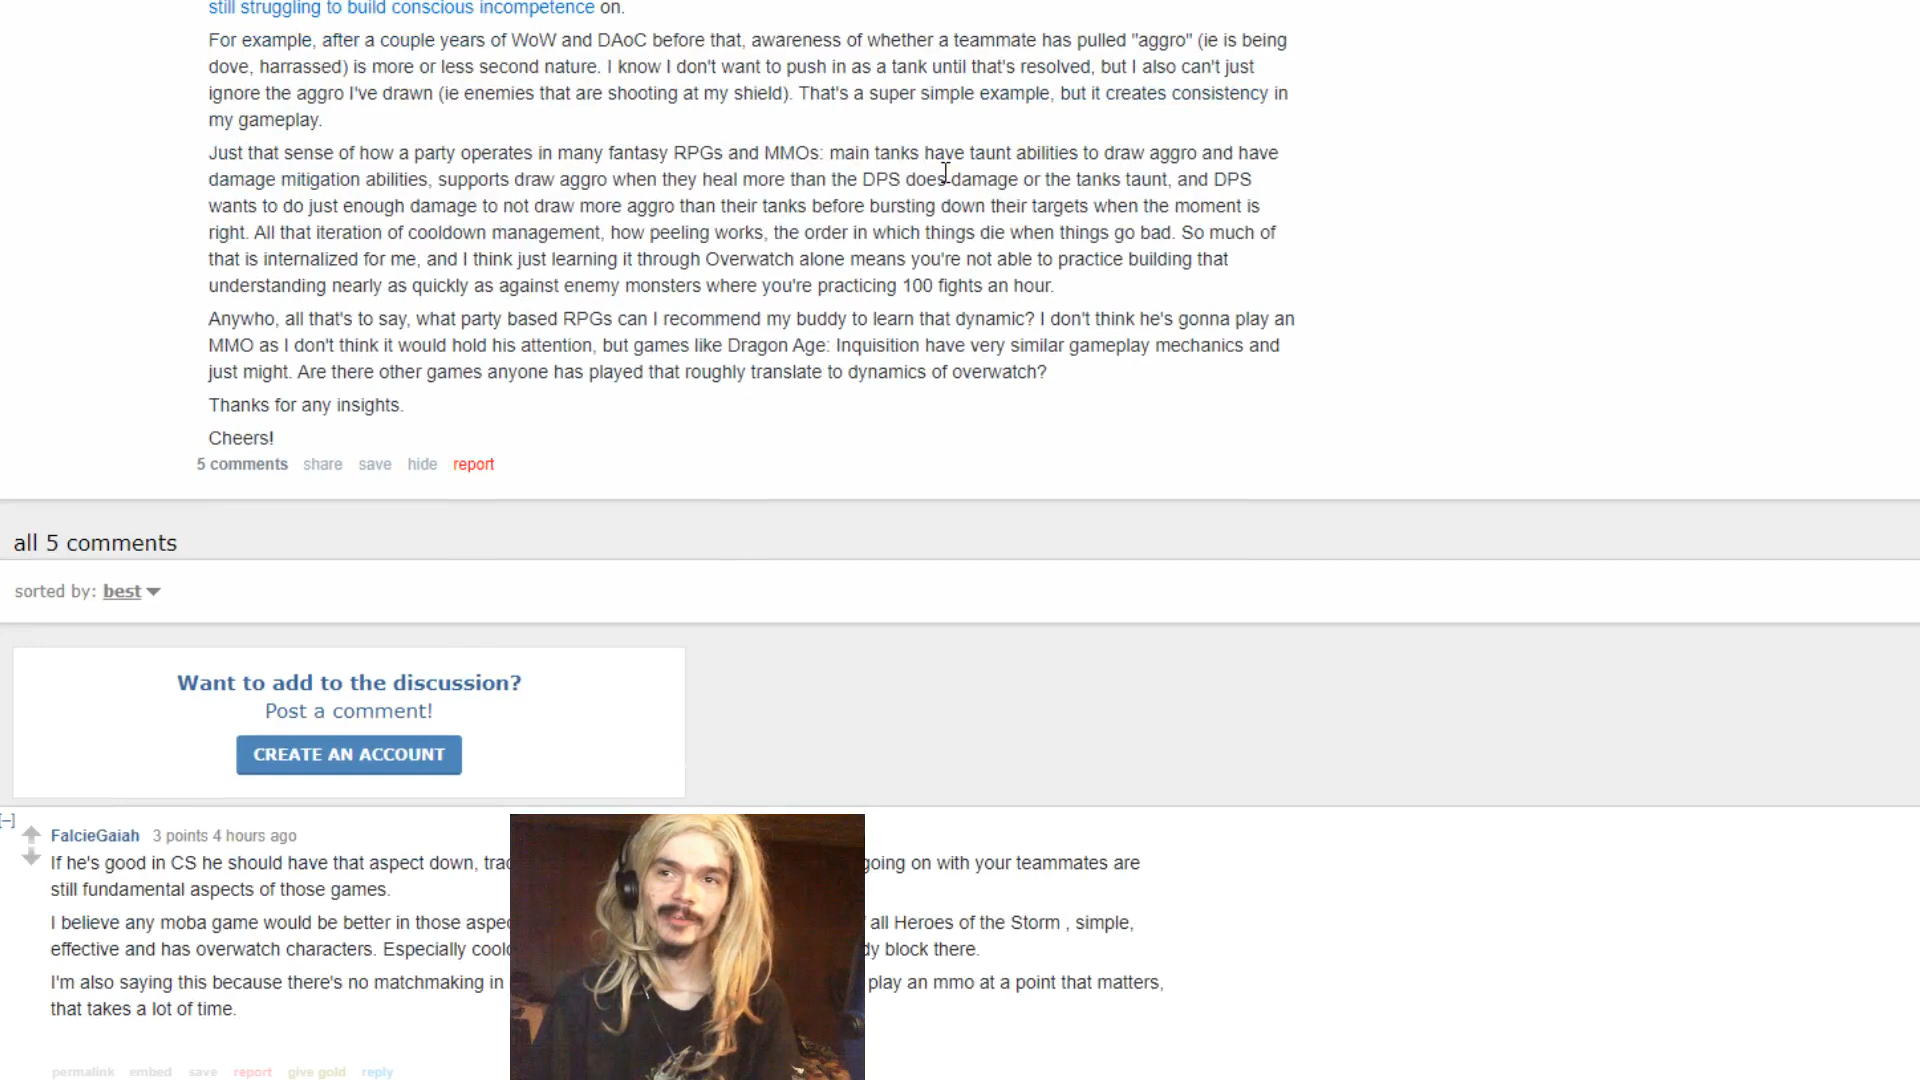 still struggling to build conscious incompetence on.
For example, after a couple years of WoW and DAoC before that, awareness of whether a teammate has pulled "aggro" (ie is being
dove, harrassed) is more or less second nature. I know I don't want to push in as a tank until that's resolved, but I also can't just
ignore the aggro I've drawn (ie enemies that are shooting at my shield). That's a super simple example, but it creates consistency in
my gameplay.
Just that sense of how a party operates in many fantasy RPGs and MMOs: main tanks have taunt abilities to draw aggro and have
damage mitigation abilities, supports draw aggro when they heal more than the DPS does damage or the tanks taunt, and DPS
wants to do just enough damage to not draw more aggro than their tanks before bursting down their targets when the moment is
right. All that iteration of cooldown management, how peeling works, the order in which things die when things go bad. So much of
that is internalized for me, and I think just learning it through Overwatch alone means you're not able to practice building that
understanding nearly as quickly as against enemy monsters where you're practicing 100 fights an hour.
Anywho, all that's to say, what party based RPGs can I recommend my buddy to learn that dynamic? I don't think he's gonna play an
MMO as I don't think it would hold his attention, but games like Dragon Age: Inquisition have very similar gameplay mechanics and
just might. Are there other games anyone has played that roughly translate to dynamics of overwatch?
Thanks for any insights.
Cheers!
5 comments share save hide report
all 5 comments
sorted by: best
Want to add to the discussion?
Post a comment!
CREATE AN ACCOUNT
[–]
FalcieGaiah 3 points 4 hours ago
If he's good in CS he should have that aspect down, going on with your teammates are
still fundamental aspects of those games.
I believe any moba game would be better in those all Heroes of the Storm , simple,
effective and has overwatch characters. Especially block there.
I'm also saying this because there's no matchmaking in play an mmo at a point that matters,
that takes a lot of time.
permalink embed save report give gold reply